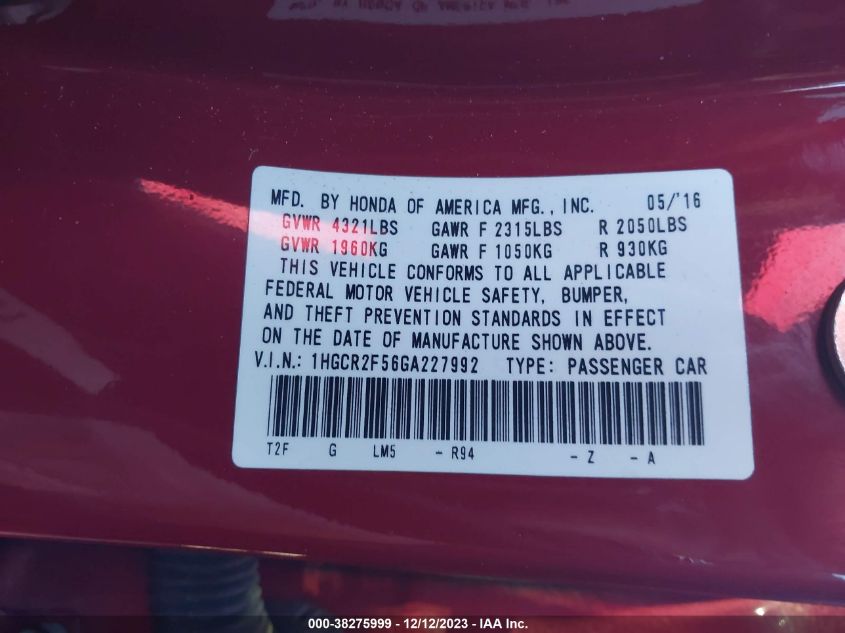 MFD. BY HONDA OF AMERICA MFG., INC. 05/'16
GVWR 4321LBS GAWR F 2315LBS R 2050LBS
GVWR 1960KG GAWR F 1050KG R 930KG
THIS VEHICLE CONFORMS TO ALL APPLICABLE
FEDERAL MOTOR VEHICLE SAFETY, BUMPER,
AND THEFT PREVENTION STANDARDS IN EFFECT
ON THE DATE OF MANUFACTURE SHOWN ABOVE.
V.I.N.: 1HGCR2F56GA227992 TYPE: PASSENGER CAR
T2F G LM5 - R94 - Z - A
000-38275999 - 12/12/2023 - IAA Inc.